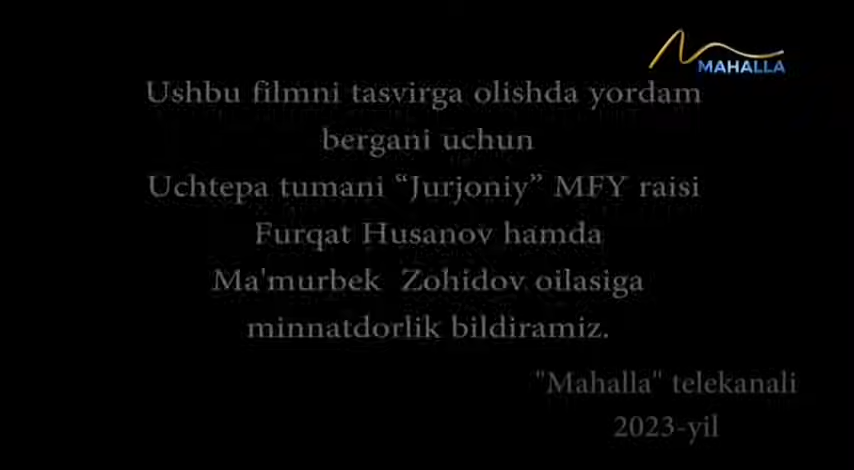 MAHALLA
Ushbu filmni tasvirga olishda yordam
bergani uchun
Uchtepa tumani “Jurjoniy” MFY raisi
Furqat Husanov hamda
Ma'murbek Zohidov oilasiga
minnatdorlik bildiramiz.
"Mahalla" telekanali
2023-yil